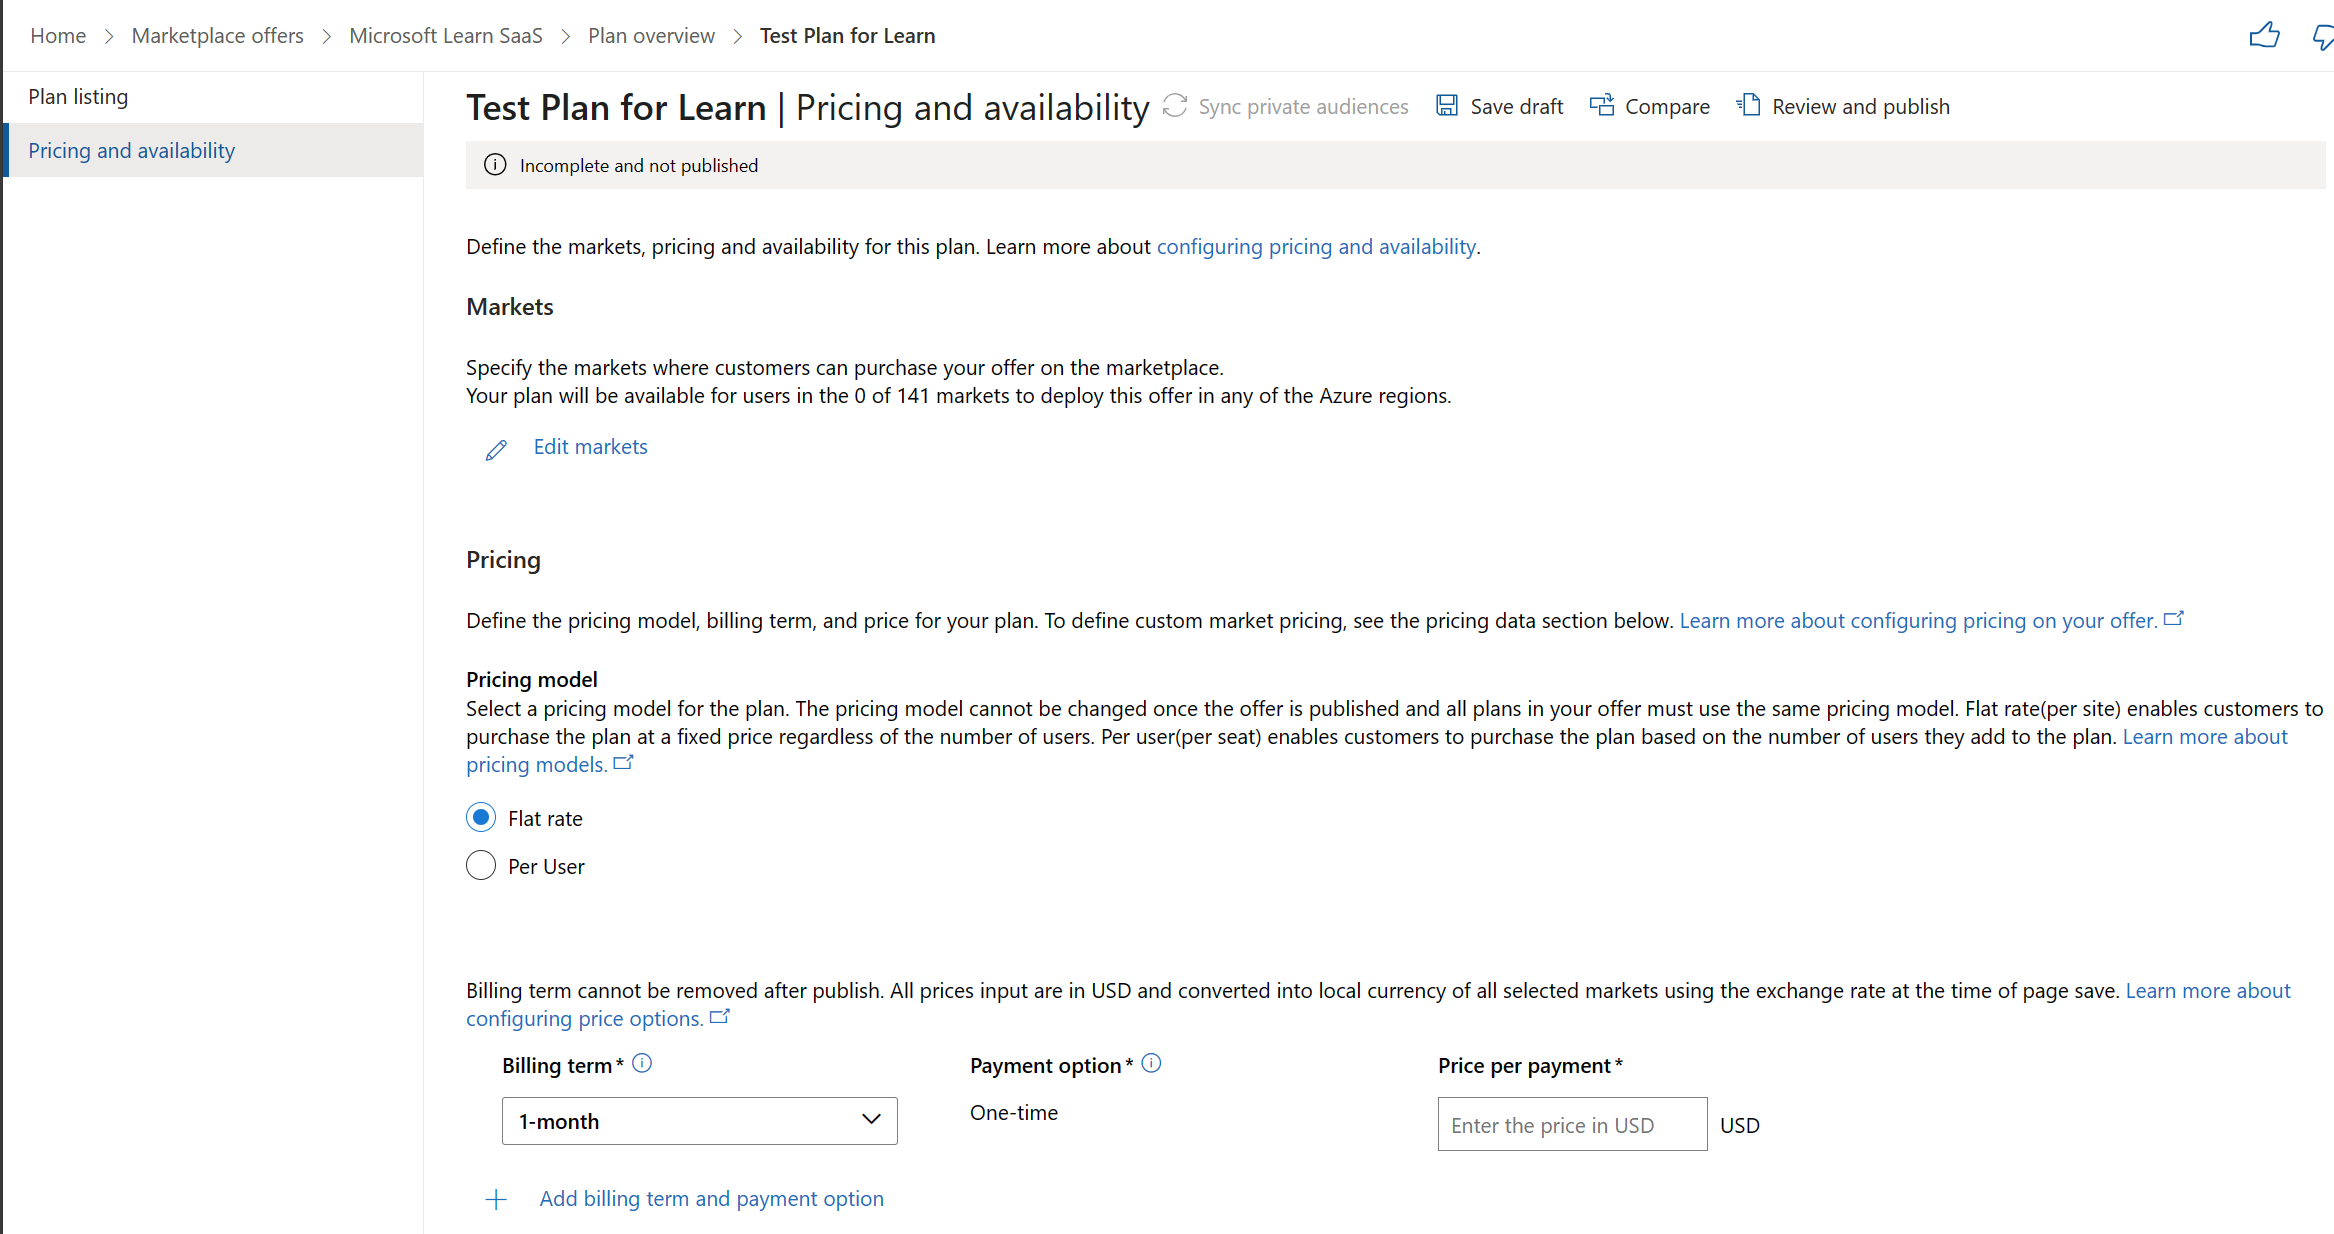 Home > Marketplace offers > Microsoft Learn SaaS > Plan overview > Test Plan for Learn
Plan listing
Pricing and availability
Test Plan for Learn | Pricing and availability
Sync private audiences
Save draft
Compare
Review and publish
Incomplete and not published
Define the markets, pricing and availability for this plan. Learn more about configuring pricing and availability.
Markets
Specify the markets where customers can purchase your offer on the marketplace.
Your plan will be available for users in the 0 of 141 markets to deploy this offer in any of the Azure regions.
Edit markets
Pricing
Define the pricing model, billing term, and price for your plan. To define custom market pricing, see the pricing data section below. Learn more about configuring pricing on your offer.
Pricing model
Select a pricing model for the plan. The pricing model cannot be changed once the offer is published and all plans in your offer must use the same pricing model. Flat rate(per site) enables customers to
purchase the plan at a fixed price regardless of the number of users. Per user(per seat) enables customers to purchase the plan based on the number of users they add to the plan. Learn more about
pricing models.
Flat rate
Per User
Billing term cannot be removed after publish. All prices input are in USD and converted into local currency of all selected markets using the exchange rate at the time of page save. Learn more about
configuring price options.
Billing term *
Payment option *
Price per payment *
1-month
One-time
Enter the price in USD
USD
Add billing term and payment option